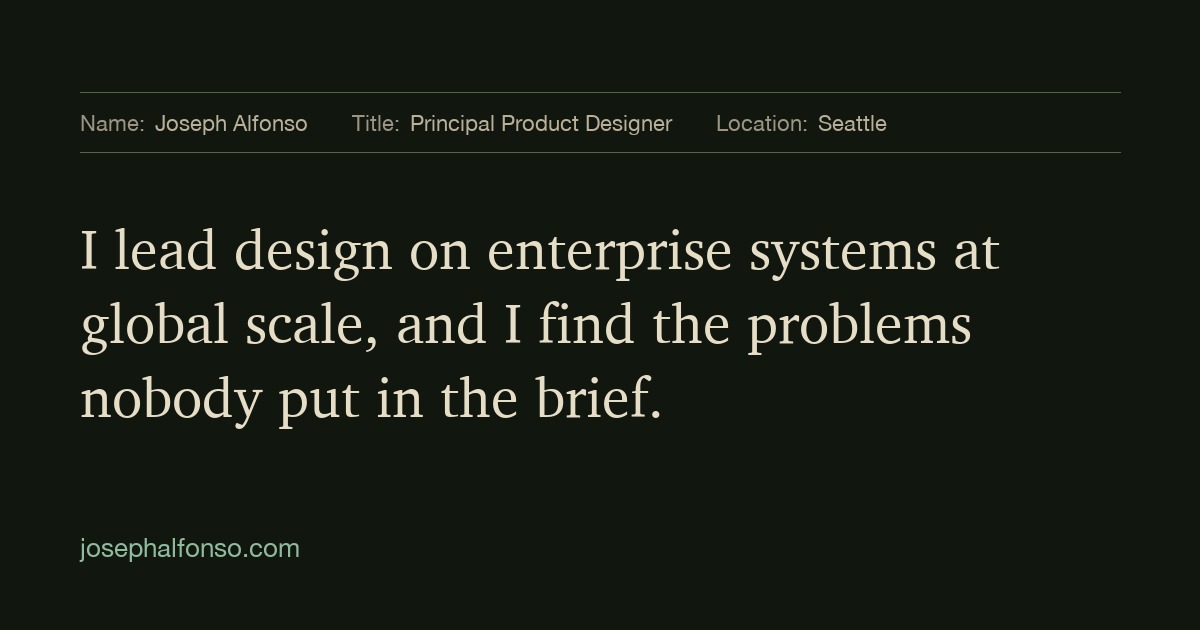 Name: Joseph Alfonso Title: Principal Product Designer Location: Seattle
I lead design on enterprise systems at
global scale, and I find the problems
nobody put in the brief.
josephalfonso.com